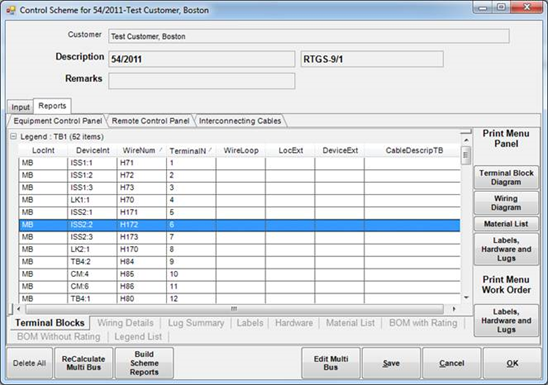 Control Scheme for 54/2011-Test Customer, Boston
Customer Test Customer, Boston
Description 54/2011 RTGS-9/1
Remarks
Input Reports
Equipment Control Panel Remote Control Panel Interconnecting Cables
Legend : TB1 (52 items)
LocInt DeviceInt WireNum TerminalN WireLoop LocExt DeviceExt CableDescripTB
MB ISS1:1 H71 1
MB ISS1:2 H72 2
MB ISS1:3 H73 3
MB LK1:1 H70 4
MB ISS2:1 H171 5
MB ISS2:2 H172 6
MB ISS2:3 H173 7
MB LK2:1 H170 8
MB TB4:2 H84 9
MB CM:4 H85 10
MB CM:6 H86 11
MB TB4:1 H80 12
Terminal Blocks Wiring Details Lug Summary Labels Hardware Material List BOM with Rating
BOM Without Rating Legend List
Print Menu
Panel
Terminal Block
Diagram
Wiring
Diagram
Material List
Labels,
Hardware and
Lugs
Print Menu
Work Order
Labels,
Hardware and
Lugs
Delete All
ReCalculate
Multi Bus
Build
Scheme
Reports
Edit Multi
Bus
Save
Cancel
OK